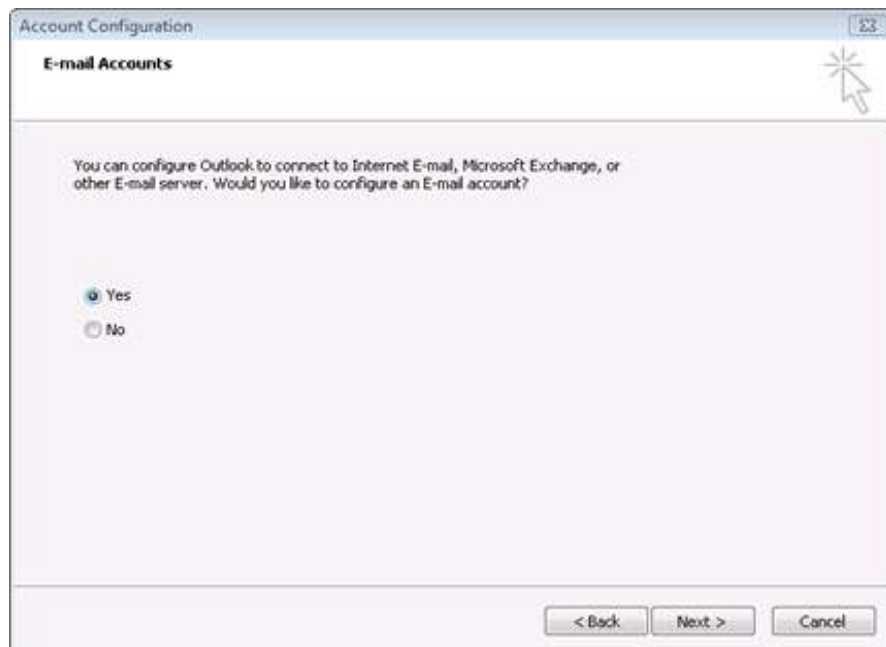 Account Configuration
E-mail Accounts
You can configure Outlook to connect to Internet E-mail, Microsoft Exchange, or
other E-mail server. Would you like to configure an E-mail account?
Yes
No
< Back
Next >
Cancel